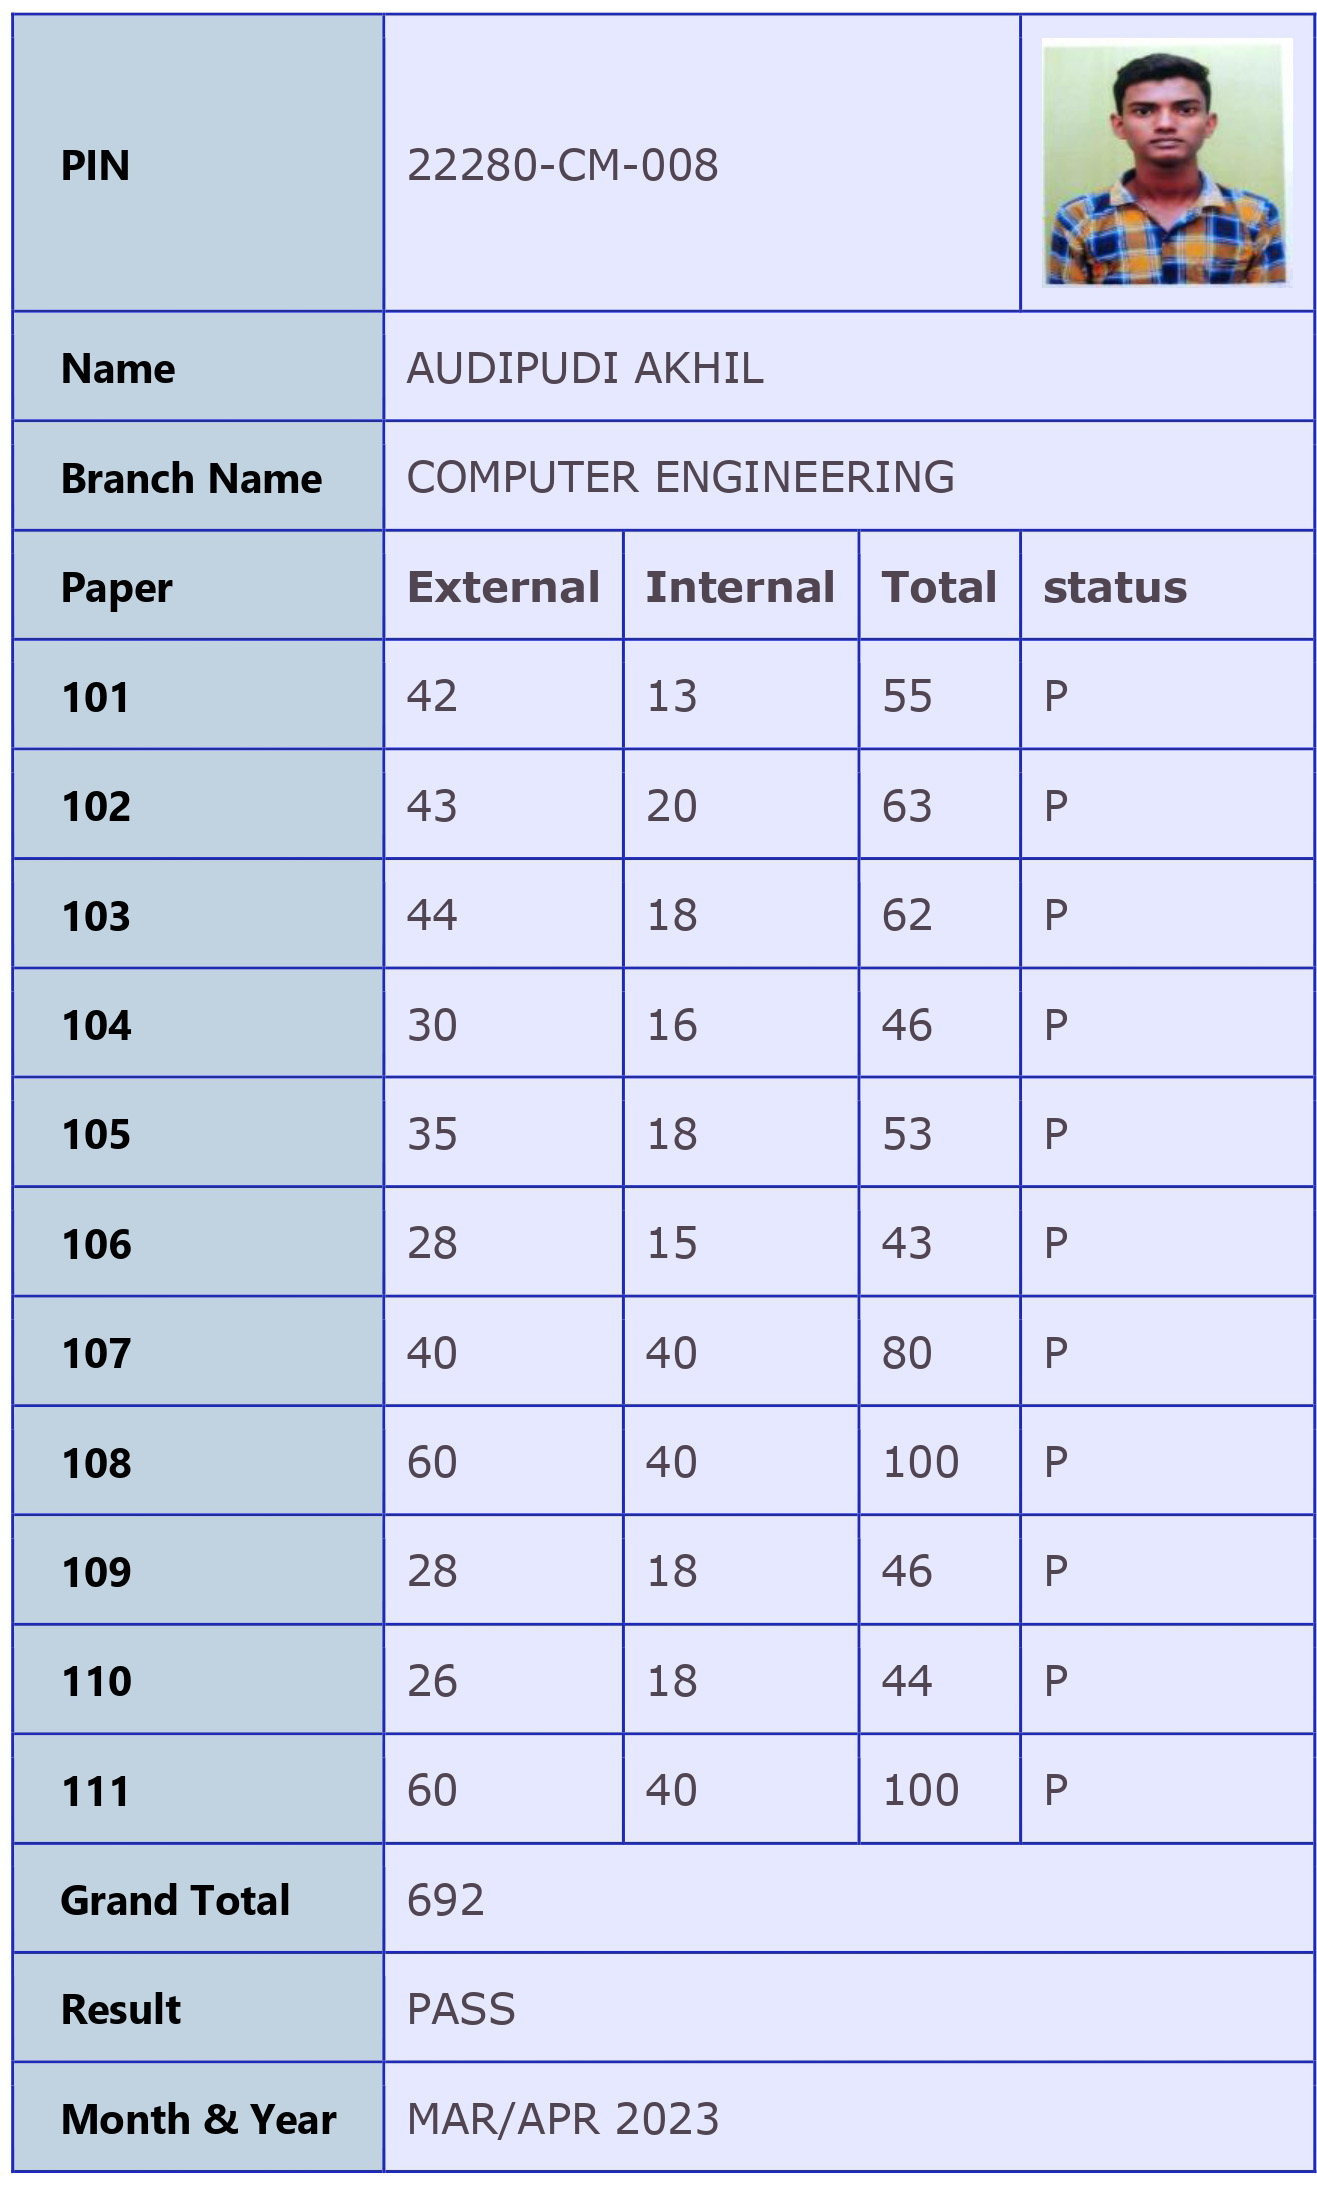 PIN 22280-CM-008
Name AUDIPUDI AKHIL
Branch Name COMPUTER ENGINEERING
Paper External Internal Total status
101 42 13 55 P
102 43 20 63 P
103 44 18 62 P
104 30 16 46 P
105 35 18 53 P
106 28 15 43 P
107 40 40 80 P
108 60 40 100 P
109 28 18 46 P
110 26 18 44 P
111 60 40 100 P
Grand Total 692
Result PASS
Month & Year MAR/APR 2023